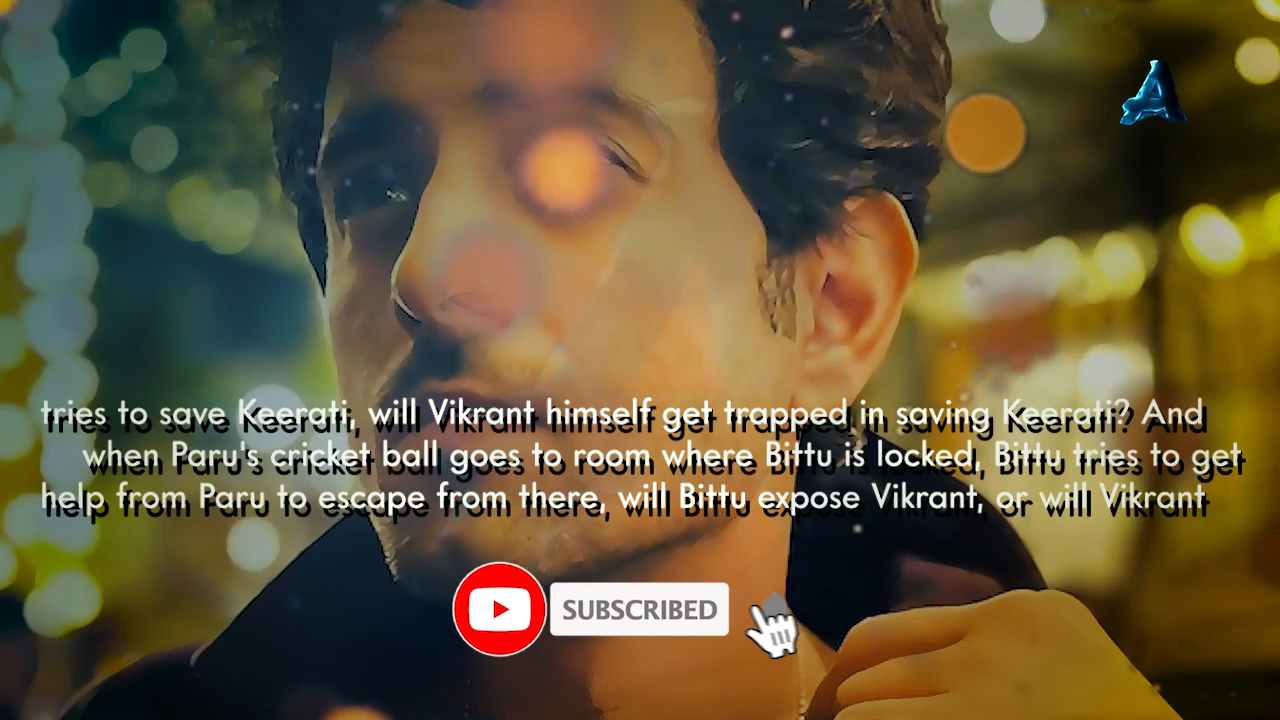 A
tries to save Keerati, will Vikrant himself get trapped in saving Keerati? And
when Paru's cricket ball goes to room where Bittu is locked, Bittu tries to get
help from Paru to escape from there, will Bittu expose Vikrant, or will Vikrant
SUBSCRIBED